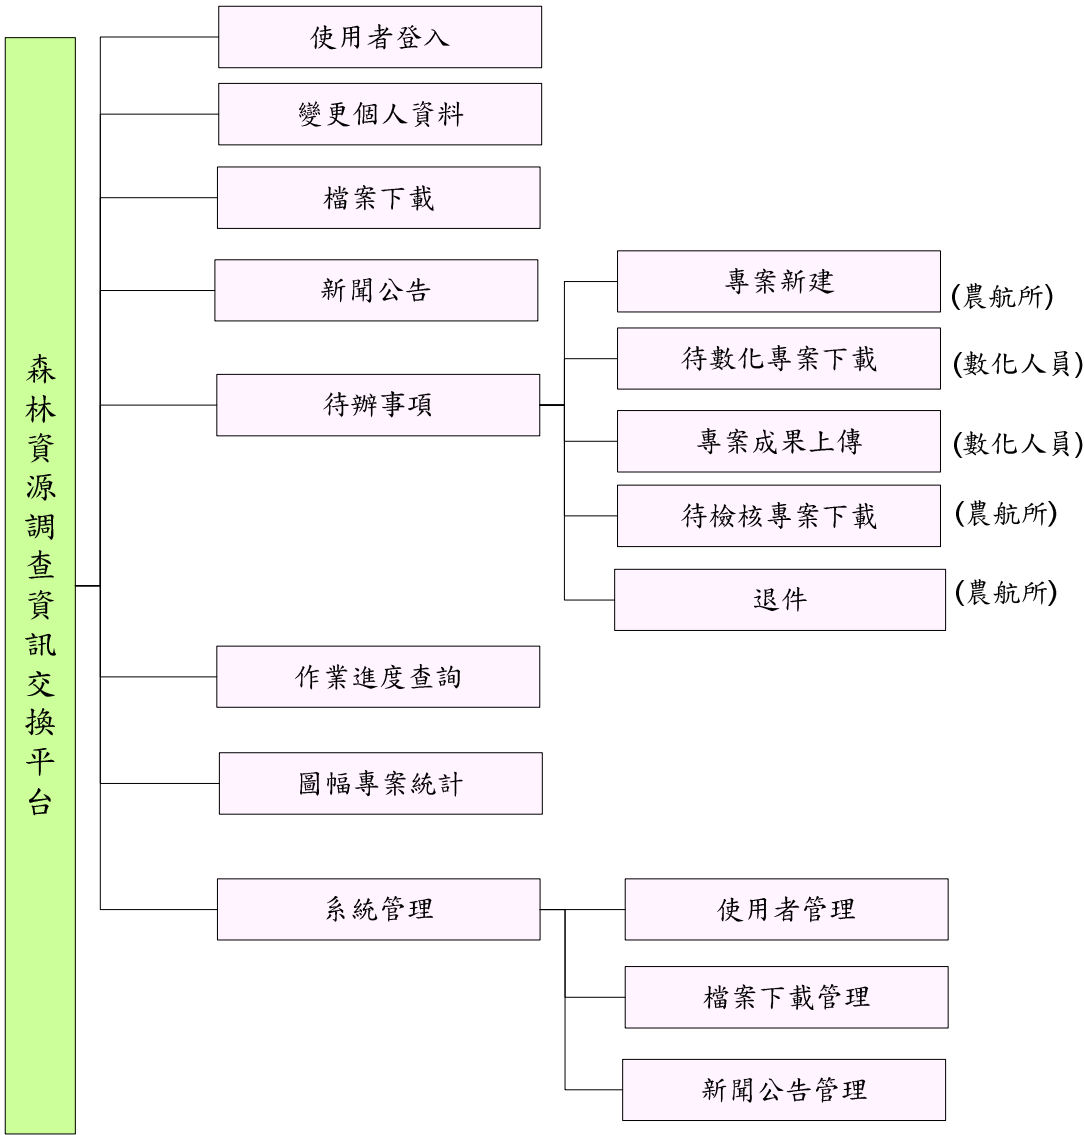 森林資源調查資訊交換平台
使用者登入
變更個人資料
檔案下載
新聞公告
待辦事項
專案新建
(農航所)
待數化專案下載
(數化人員)
專案成果上傳
(數化人員)
待檢核專案下載
(農航所)
退件
(農航所)
作業進度查詢
圖幅專案統計
系統管理
使用者管理
檔案下載管理
新聞公告管理